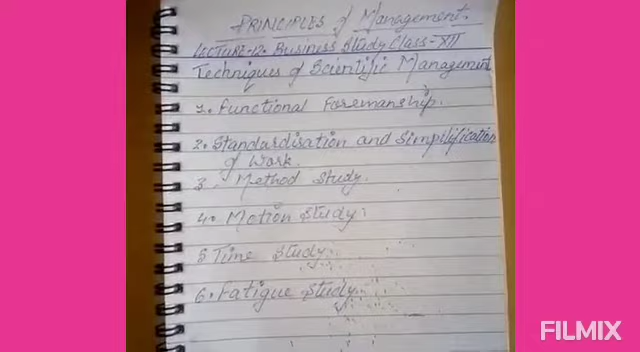 PRINCIPLES of Management.
LECTURE-12. Business Study Class-XII
Techniques of Scientific Management
1. Functional Foremanship.
2. Standardisation and Simplification
of Work.
3. Method Study.
4. Motion Study.
5 Time Study.
6. Fatigue Study.
FILMIX